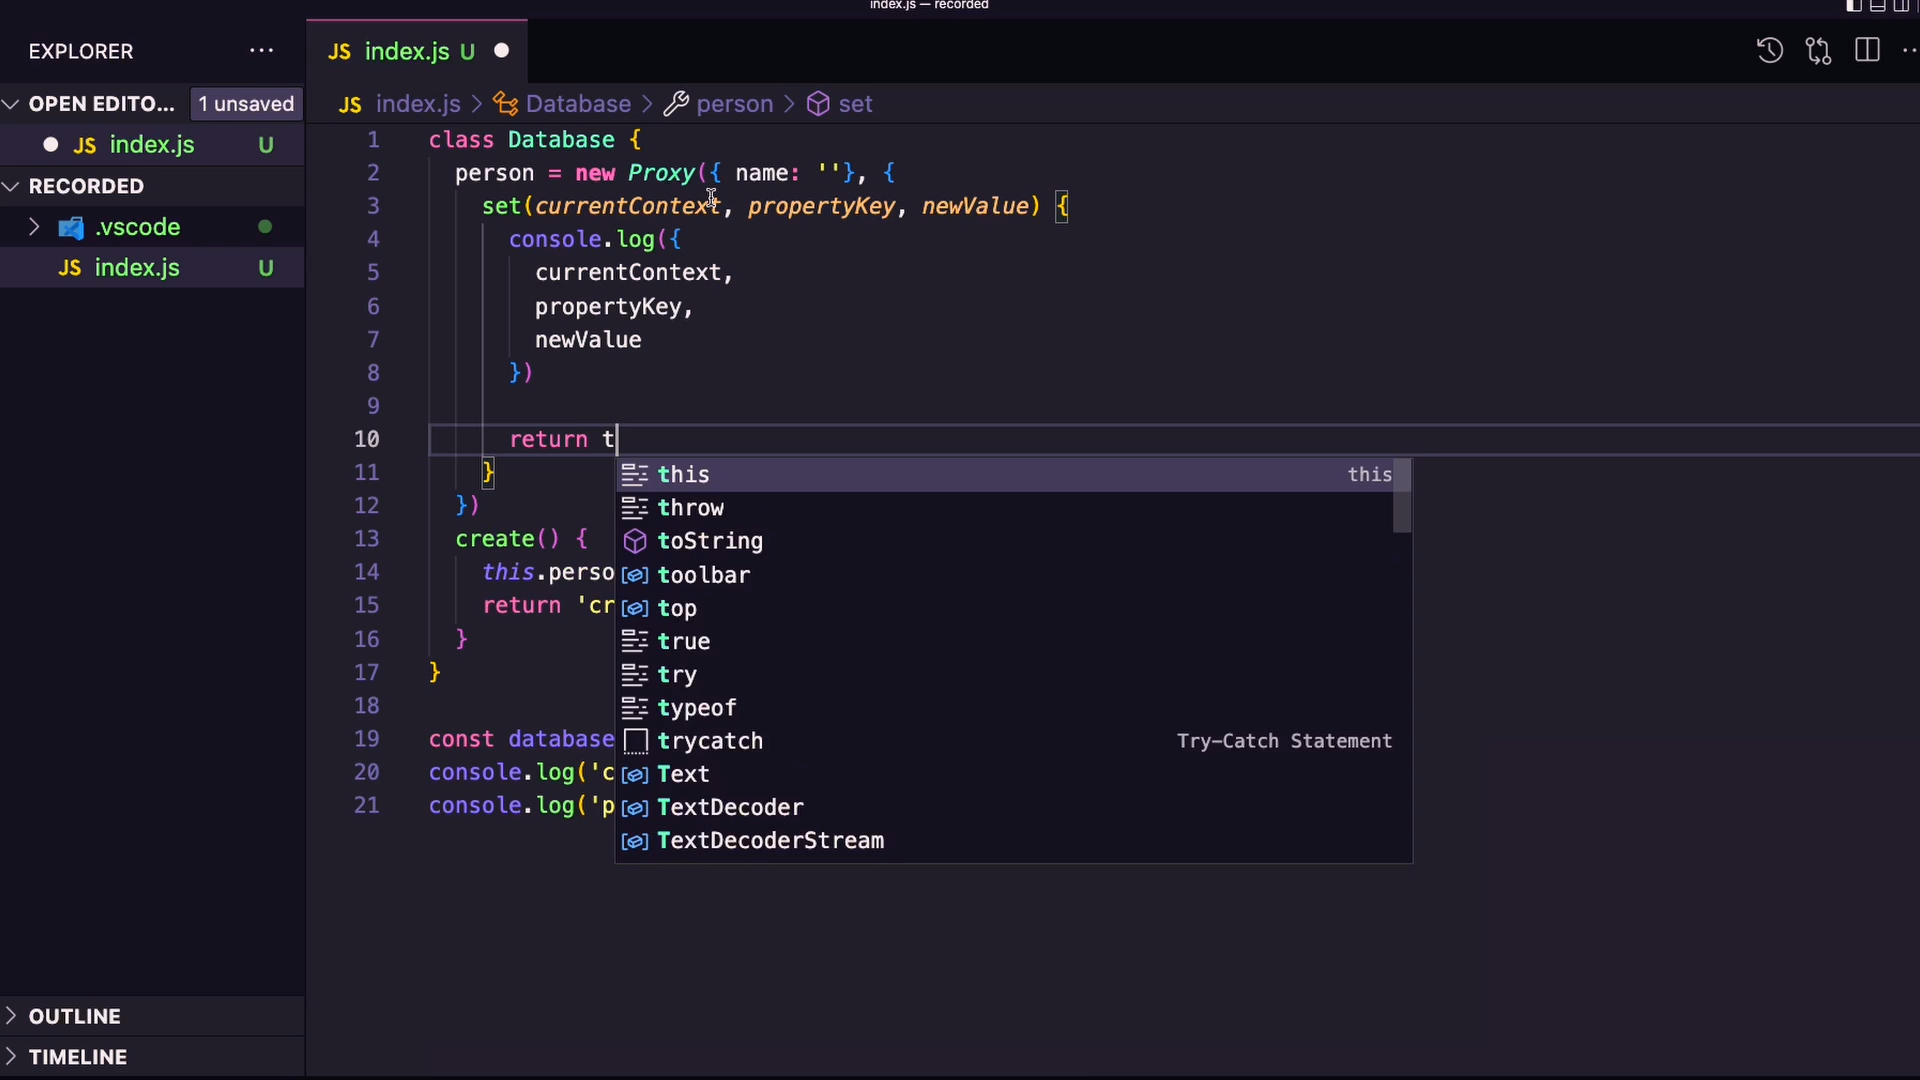 index.js — recorded
EXPLORER ···
JS index.js U
OPEN EDITO... 1 unsaved
JS index.js > Database > person > set
JS index.js U
RECORDED
.vscode
JS index.js U
1 class Database {
2 person = new Proxy({ name: ''}, {
3 set(currentContext, propertyKey, newValue) {
4 console.log({
5 currentContext,
6 propertyKey,
7 newValue
8 })
9
10 return t
11 }
12 })
13 create() {
14 this.perso
15 return 'cr
16 }
17 }
18
19 const database
20 console.log('c
21 console.log('p
this this
throw
toString
toolbar
top
true
try
typeof
trycatch Try-Catch Statement
Text
TextDecoder
TextDecoderStream
OUTLINE
TIMELINE